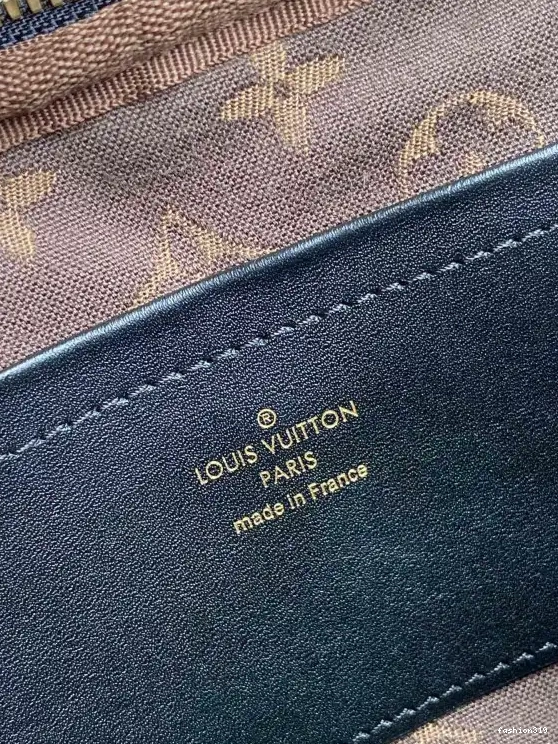 ®
LOUIS VUITTON
PARIS
made in France
fashion318